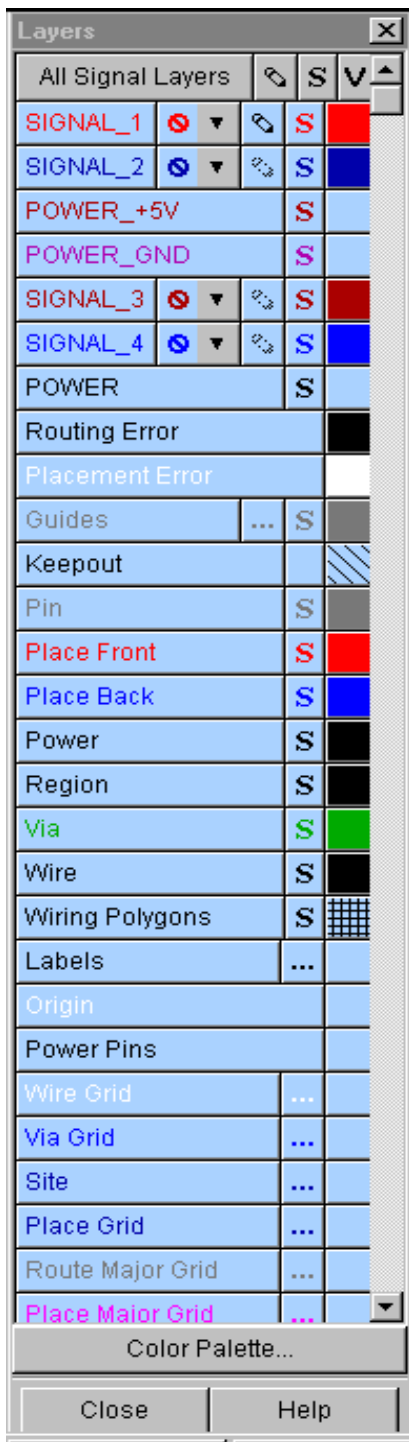 Layers
All Signal Layers S V
SIGNAL_1 S
SIGNAL_2 S
POWER_+5V S
POWER_GND S
SIGNAL_3 S
SIGNAL_4 S
POWER S
Routing Error
Placement Error
Guides ... S
Keepout
Pin S
Place Front S
Place Back S
Power S
Region S
Via S
Wire S
Wiring Polygons S
Labels ...
Origin
Power Pins
Wire Grid ...
Via Grid ...
Site ...
Place Grid ...
Route Major Grid ...
Place Major Grid ...
Color Palette...
Close Help